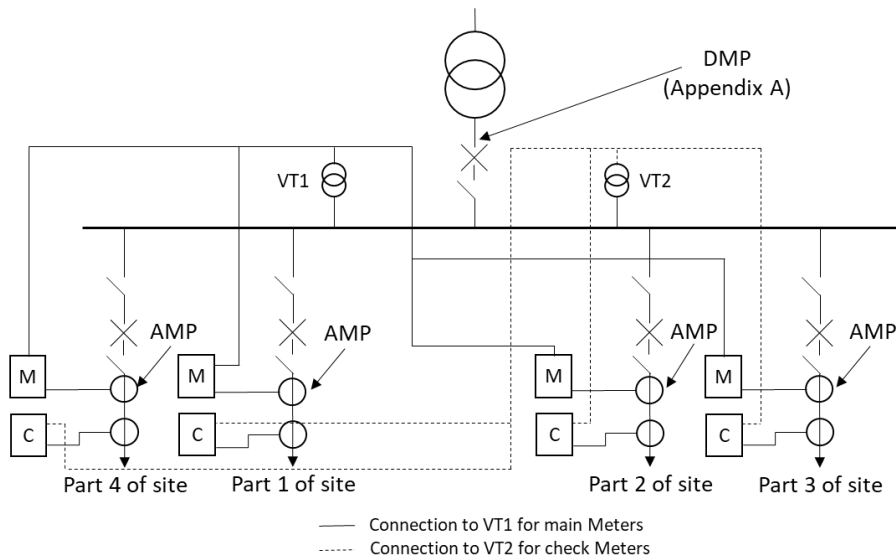 DMP
(Appendix A)
VT1
VT2
AMP
AMP
AMP
AMP
M
M
M
M
C
C
C
C
Part 4 of site
Part 1 of site
Part 2 of site
Part 3 of site
Connection to VT1 for main Meters
Connection to VT2 for check Meters